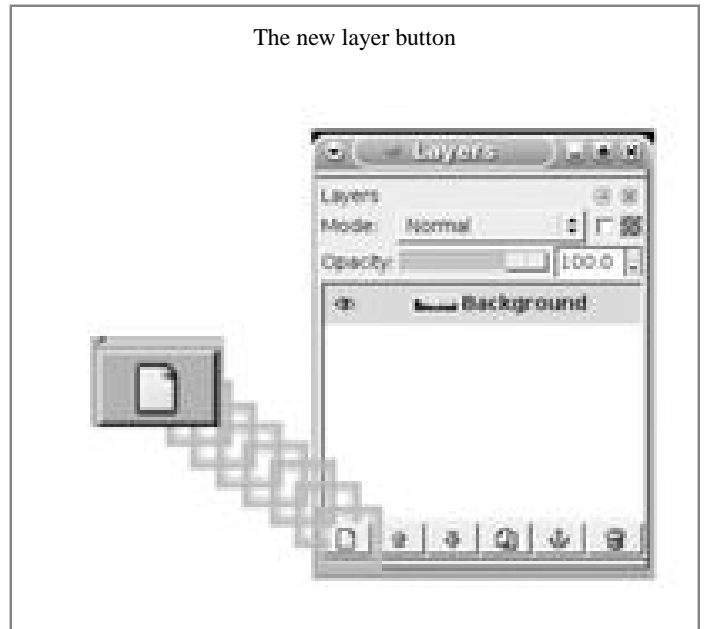 The new layer button
Layers
Layers
Mode: Normal
Opacity: 100.0
Background